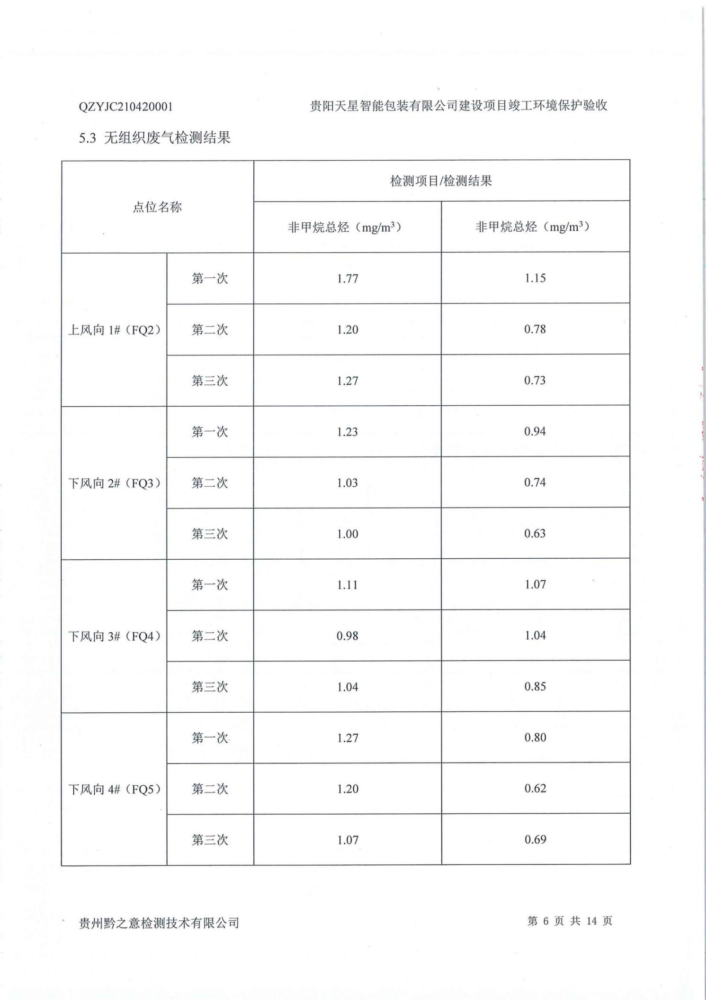 QZYJC210420001 贵阳天星智能包装有限公司建设项目竣工环境保护验收
5.3 无组织废气检测结果
点位名称 检测项目/检测结果
非甲烷总烃（mg/m³） 非甲烷总烃（mg/m³）
上风向 1#（FQ2） 第一次 1.77 1.15
第二次 1.20 0.78
第三次 1.27 0.73
下风向 2#（FQ3） 第一次 1.23 0.94
第二次 1.03 0.74
第三次 1.00 0.63
下风向 3#（FQ4） 第一次 1.11 1.07
第二次 0.98 1.04
第三次 1.04 0.85
下风向 4#（FQ5） 第一次 1.27 0.80
第二次 1.20 0.62
第三次 1.07 0.69
贵州黔之意检测技术有限公司 第 6 页 共 14 页